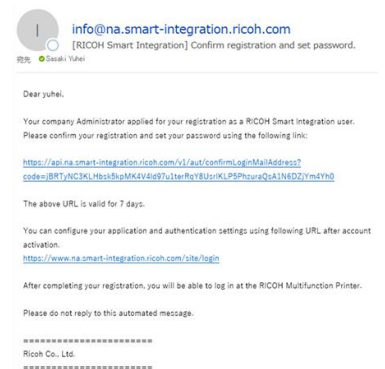 I
info@na.smart-integration.ricoh.com
[RICOH Smart Integration] Confirm registration and set password.
宛先 Sasaki Yuhei
Dear yuhei.
Your company Administrator applied for your registration as a RICOH Smart Integration user.
Please confirm your registration and set your password using the following link:
https://api.na.smart-integration.ricoh.com/v1/aut/confirmLoginMailAddress?
code=jBRTyNC3KLHbsk5kpMK4V4ld97u1terRqY8UsrIKLP5PhzuraQsA1N6DZjYm4Yh0
The above URL is valid for 7 days.
You can configure your application and authentication settings using following URL after account
activation.
https://www.na.smart-integration.ricoh.com/site/login
After completing your registration, you will be able to log in at the RICOH Multifunction Printer.
Please do not reply to this automated message.
=======================
Ricoh Co., Ltd.
=======================